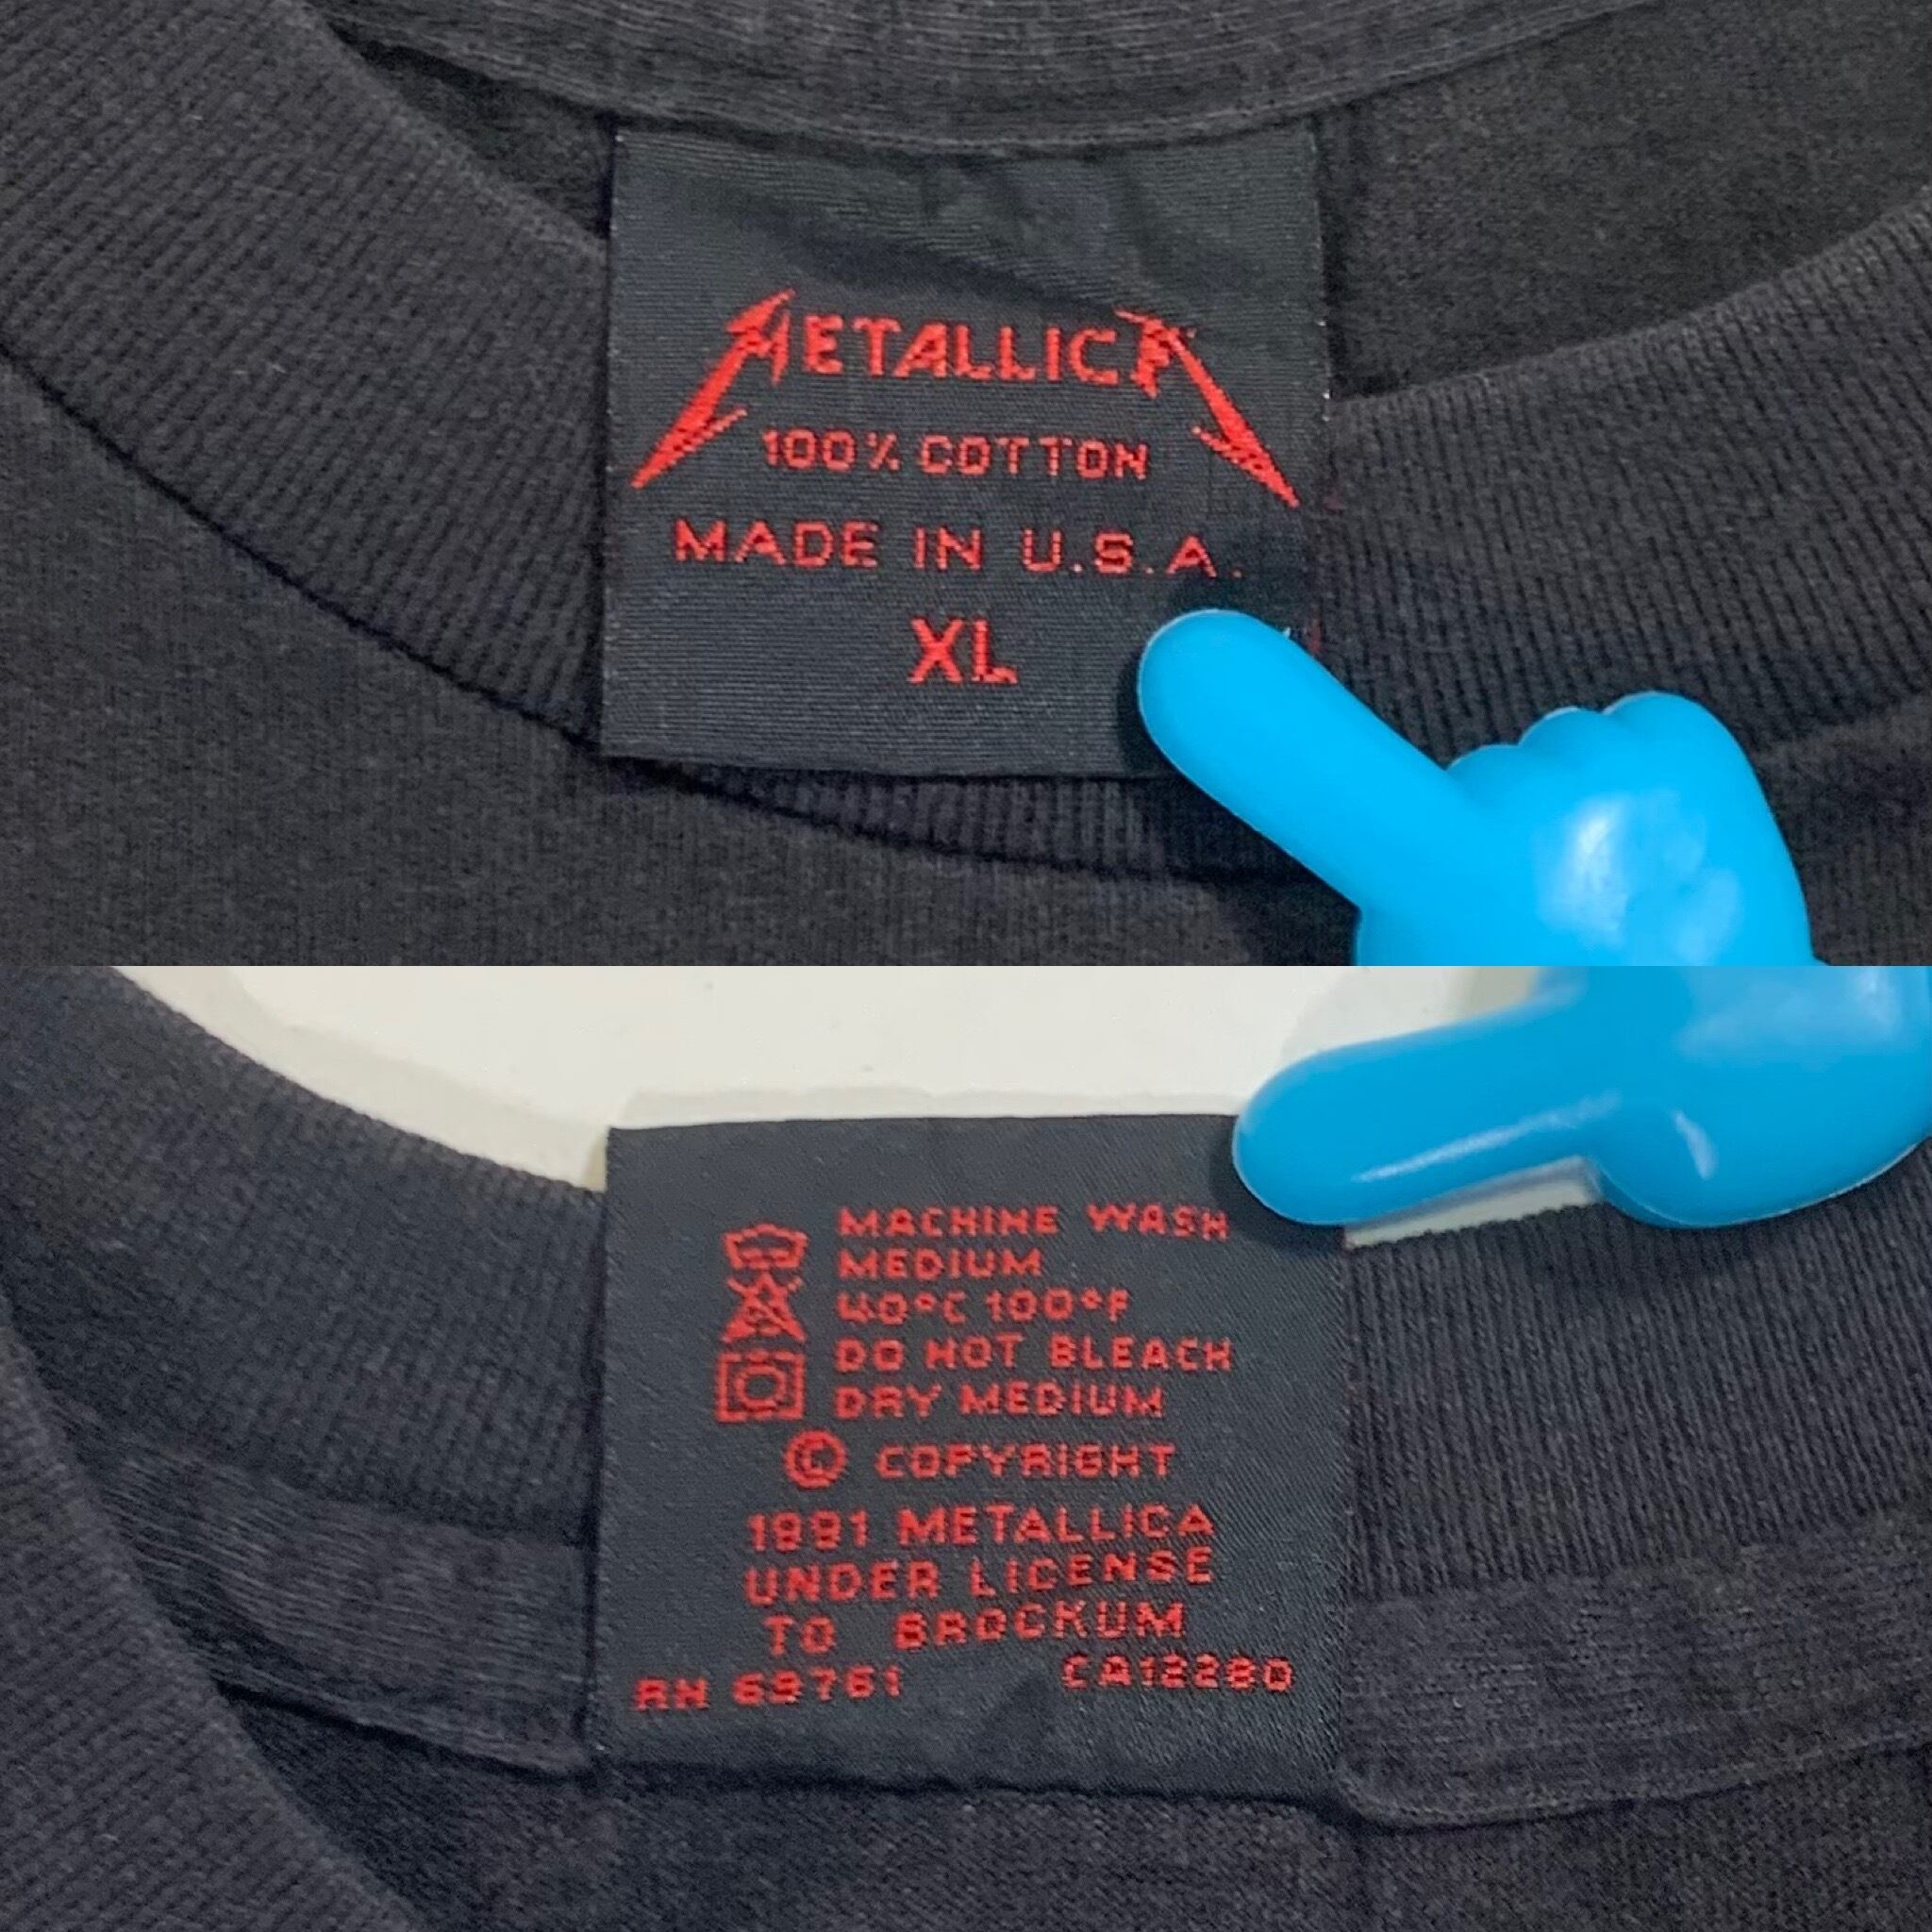 METALLICA
100% COTTON
MADE IN U.S.A.
XL
MACHINE WASH
MEDIUM
40°C 100°F
DO NOT BLEACH
DRY MEDIUM
© COPYRIGHT
1991 METALLICA
UNDER LICENSE
TO BROCKUM
RN 69761 CA12280